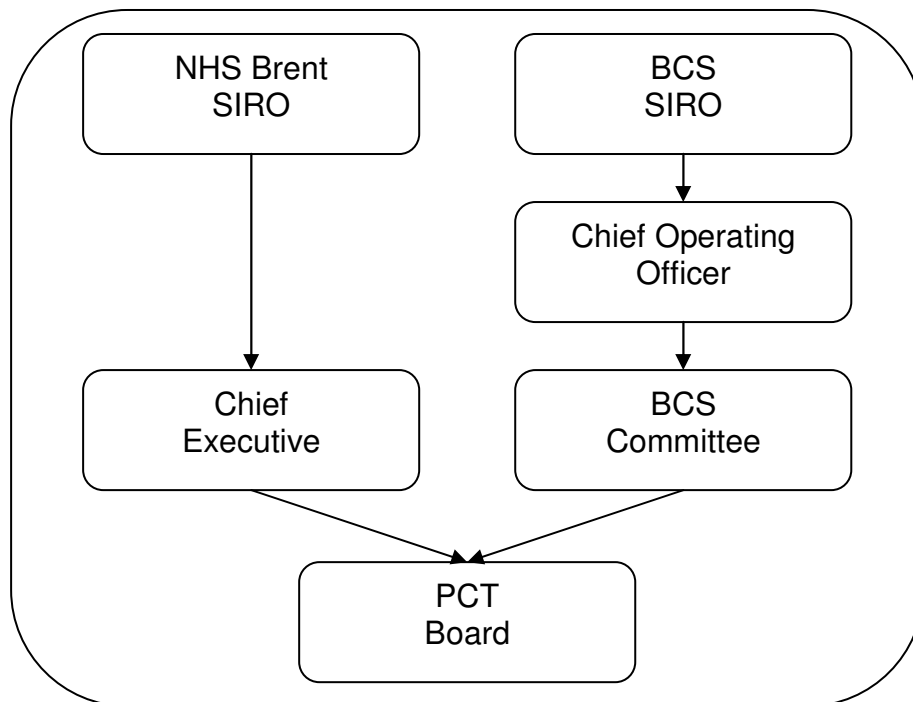 NHS Brent
SIRO
BCS
SIRO
Chief Operating
Officer
Chief
Executive
BCS
Committee
PCT
Board